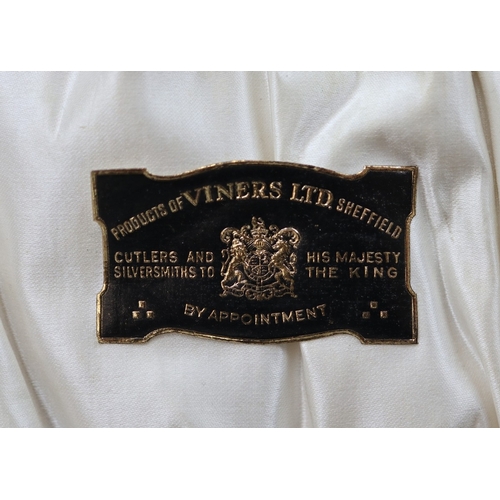 PRODUCTS OF VINERS LTD. SHEFFIELD
CUTLERS AND HIS MAJESTY
SILVERSMITHS TO THE KING
BY APPOINTMENT